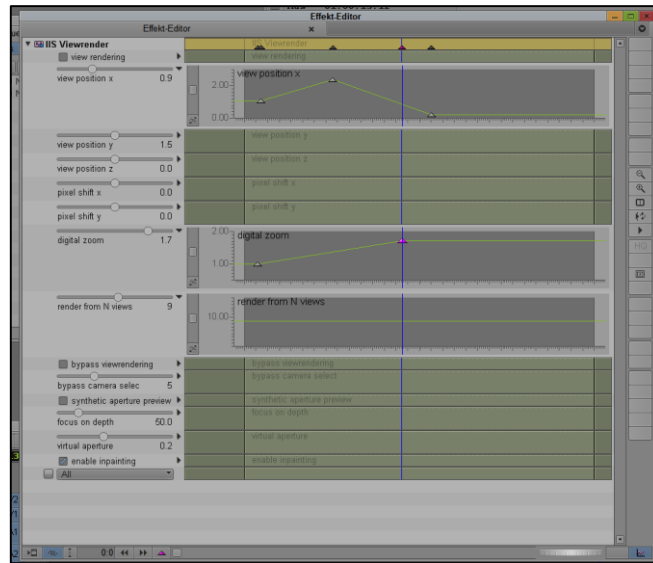 Effekt-Editor
Effekt-Editor
IIS Viewrender
IIS Viewrender
view rendering
view rendering
view position x
0.9
view position x
2.00
0.00
view position y
1.5
view position y
view position z
0.0
view position z
pixel shift x
0.0
pixel shift x
pixel shift y
0.0
pixel shift y
digital zoom
1.7
digital zoom
2.00
1.00
render from N views
9
render from N views
10.00
bypass viewrendering
bypass viewrendering
bypass camera selec
5
bypass camera select
synthetic aperture preview
synthetic aperture preview
focus on depth
50.0
focus on depth
virtual aperture
0.2
virtual aperture
enable inpainting
enable inpainting
All
0:0
HQ